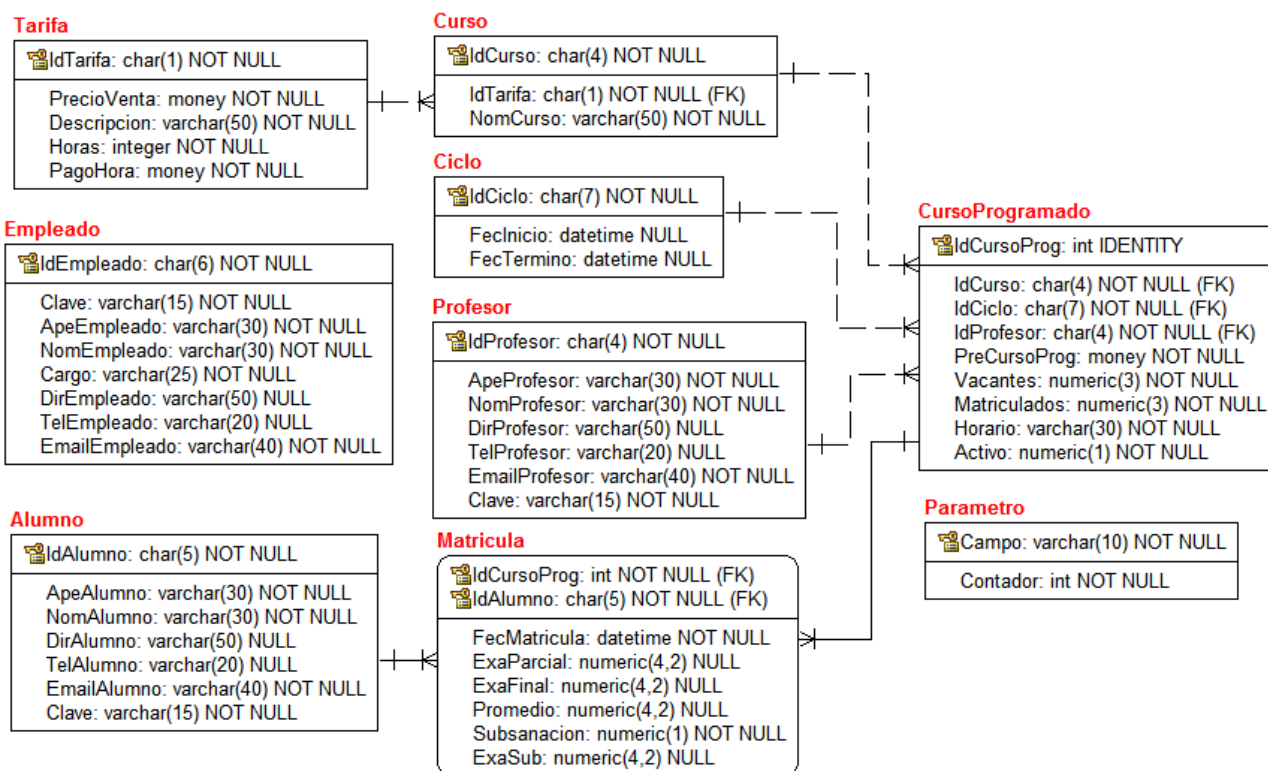 Tarifa
IdTarifa: char(1) NOT NULL
PrecioVenta: money NOT NULL
Descripcion: varchar(50) NOT NULL
Horas: integer NOT NULL
PagoHora: money NOT NULL
Curso
IdCurso: char(4) NOT NULL
IdTarifa: char(1) NOT NULL (FK)
NomCurso: varchar(50) NOT NULL
Ciclo
IdCiclo: char(7) NOT NULL
FecInicio: datetime NULL
FecTermino: datetime NULL
CursoProgramado
IdCursoProg: int IDENTITY
IdCurso: char(4) NOT NULL (FK)
IdCiclo: char(7) NOT NULL (FK)
IdProfesor: char(4) NOT NULL (FK)
PreCursoProg: money NOT NULL
Vacantes: numeric(3) NOT NULL
Matriculados: numeric(3) NOT NULL
Horario: varchar(30) NOT NULL
Activo: numeric(1) NOT NULL
Empleado
IdEmpleado: char(6) NOT NULL
Clave: varchar(15) NOT NULL
ApeEmpleado: varchar(30) NOT NULL
NomEmpleado: varchar(30) NOT NULL
Cargo: varchar(25) NOT NULL
DirEmpleado: varchar(50) NULL
TelEmpleado: varchar(20) NULL
EmailEmpleado: varchar(40) NOT NULL
Profesor
IdProfesor: char(4) NOT NULL
ApeProfesor: varchar(30) NOT NULL
NomProfesor: varchar(30) NOT NULL
DirProfesor: varchar(50) NULL
TelProfesor: varchar(20) NULL
EmailProfesor: varchar(40) NOT NULL
Clave: varchar(15) NOT NULL
Alumno
IdAlumno: char(5) NOT NULL
ApeAlumno: varchar(30) NOT NULL
NomAlumno: varchar(30) NOT NULL
DirAlumno: varchar(50) NULL
TelAlumno: varchar(20) NULL
EmailAlumno: varchar(40) NOT NULL
Clave: varchar(15) NOT NULL
Matricula
IdCursoProg: int NOT NULL (FK)
IdAlumno: char(5) NOT NULL (FK)
FecMatricula: datetime NOT NULL
ExaParcial: numeric(4,2) NULL
ExaFinal: numeric(4,2) NULL
Promedio: numeric(4,2) NULL
Subsanacion: numeric(1) NOT NULL
ExaSub: numeric(4,2) NULL
Parametro
Campo: varchar(10) NOT NULL
Contador: int NOT NULL